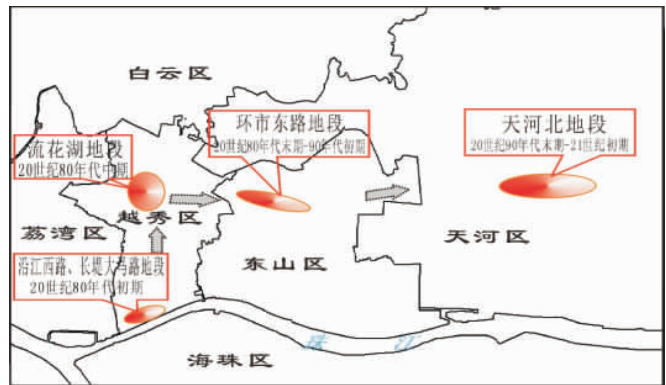 白云区
环市东路地段
20世纪80年代末期-90年代初期
天河北地段
20世纪90年代末期-21世纪初期
流花湖地段
20世纪80年代中期
越秀区
荔湾区
天河区
东山区
沿江西路、长堤大马路地段
20世纪80年代初期
珠江
海珠区